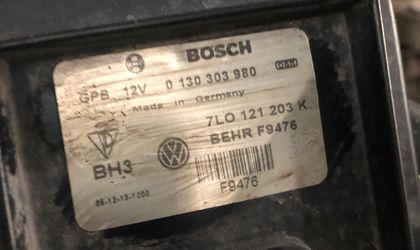 BOSCH
GPB 12V 0 130 303 980
Made in Germany
7L0 121 203 K
BEHR F9476
BH3
F9476